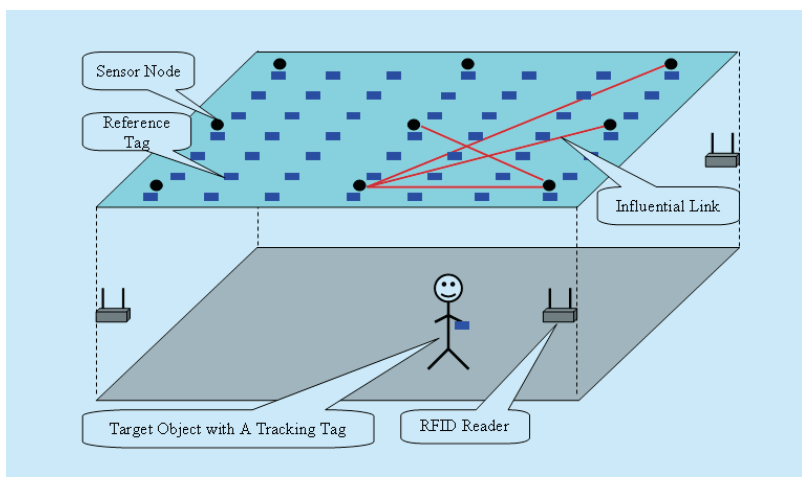 Sensor Node
Reference
Tag
Influential Link
Target Object with A Tracking Tag
RFID Reader